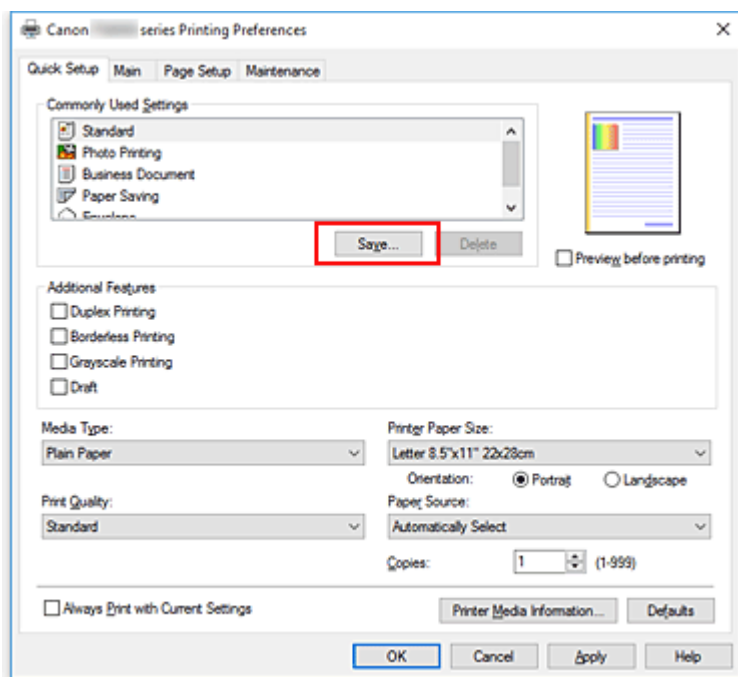 Canon series Printing Preferences
Quick Setup Main Page Setup Maintenance
Commonly Used Settings
Standard
Photo Printing
Business Document
Paper Saving
Envelope
Save... Delete
Preview before printing
Additional Features
Duplex Printing
Borderless Printing
Grayscale Printing
Draft
Media Type: Printer Paper Size:
Plain Paper Letter 8.5"x11" 22x28cm
Orientation: Portrait Landscape
Print Quality: Paper Source:
Standard Automatically Select
Copies: 1 (1-999)
Always Print with Current Settings Printer Media Information... Defaults
OK Cancel Apply Help